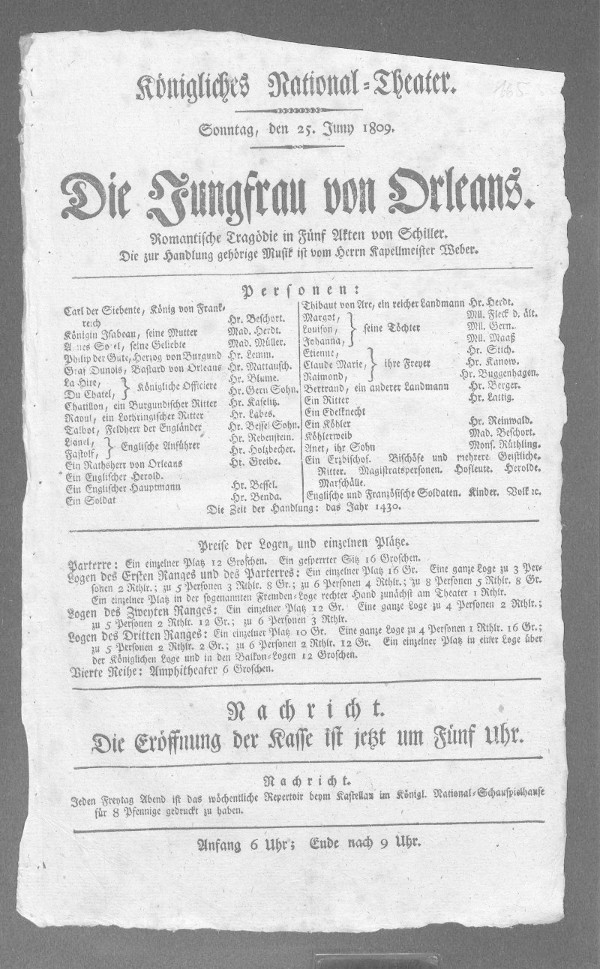 165
Königliches National-Theater.
Sonntag, den 25. Juny 1809.
Die Jungfrau von Orleans.
Romantische Tragödie in Fünf Akten von Schiller.
Die zur Handlung gehörige Musik ist vom Herrn Kapellmeister Weber.
Personen:
Carl der Siebente, König von Frank-
reich Hr. Beschort.
Königin Isabeau, seine Mutter Mad. Herdt.
Agnes Sorel, seine Geliebte Mad. Müller.
Philip der Gute, Herzog von Burgund Hr. Lemm.
Graf Dunois, Bastard von Orleans Hr. Mattausch.
La Hire, Hr. Blume.
} Königliche Officiere
Du Chatel, Hr. Gern Sohn.
Chatillon, ein Burgundischer Ritter Hr. Kaselitz.
Raoul, ein Lothringischer Ritter Hr. Labes.
Talbot, Feldherr der Engländer Hr. Bessel Sohn.
Lionel, Hr. Rebenstein.
} Englische Anführer
Fastolf, Hr. Holzbecher.
Ein Rathsherr von Orleans Hr. Greibe.
Ein Englischer Herold.
Ein Englischer Hauptmann Hr. Bessel.
Ein Soldat Hr. Benda.
Thibaut von Arc, ein reicher Landmann Hr. Herdt.
Margot, Mll. Fleck d. ält.
Louison, } seine Töchter Mll. Gern.
Johanna, Mll. Maaß
Etienne, Hr. Stich.
Claude Marie, } ihre Freyer Hr. Kanow.
Raimond, Hr. Buggenhagen.
Bertrand, ein anderer Landmann Hr. Berger.
Ein Ritter Hr. Lattig.
Ein Edelknecht
Ein Köhler Hr. Reinwald.
Köhlerweib Mad. Beschort.
Anet, ihr Sohn Mons. Rüthling.
Ein Erzbischof. Bischöfe und mehrere Geistliche.
Ritter. Magistratspersonen. Hofleute. Herolde.
Marschälle.
Englische und Französische Soldaten. Kinder. Volk ꝛc.
Die Zeit der Handlung: das Jahr 1430.
Preise der Logen und einzelnen Plätze.
Parterre: Ein einzelner Platz 12 Groschen. Ein gesperrter Sitz 16 Groschen.
Logen des Ersten Ranges und des Parterres: Ein einzelner Platz 16 Gr. Eine ganze Loge zu 3 Per-
sonen 2 Rthlr.; zu 5 Personen 3 Rthlr. 8 Gr.; zu 6 Personen 4 Rthlr.; zu 8 Personen 5 Rthlr. 8 Gr.
Ein einzelner Platz in der sogenannten Fremden-Loge rechter Hand zunächst am Theater 1 Rthlr.
Logen des Zweyten Ranges: Ein einzelner Platz 12 Gr. Eine ganze Loge zu 4 Personen 2 Rthlr.;
zu 5 Personen 2 Rthlr. 12 Gr.; zu 6 Personen 3 Rthlr.
Logen des Dritten Ranges: Ein einzelner Platz 10 Gr. Eine ganze Loge zu 4 Personen 1 Rthlr. 16 Gr.;
zu 5 Personen 2 Rthlr. 2 Gr.; zu 6 Personen 2 Rthlr. 12 Gr. Ein einzelner Platz in einer Loge über
der Königlichen Loge und in den Balkon-Logen 12 Groschen.
Vierte Reihe: Amphitheater 6 Groschen.
Nachricht.
Die Eröffnung der Kasse ist jetzt um Fünf Uhr.
Nachricht.
Jeden Freytag Abend ist das wöchentliche Repertoir beym Kastellan im Königl. National-Schauspielhause
für 8 Pfennige gedruckt zu haben.
Anfang 6 Uhr; Ende nach 9 Uhr.